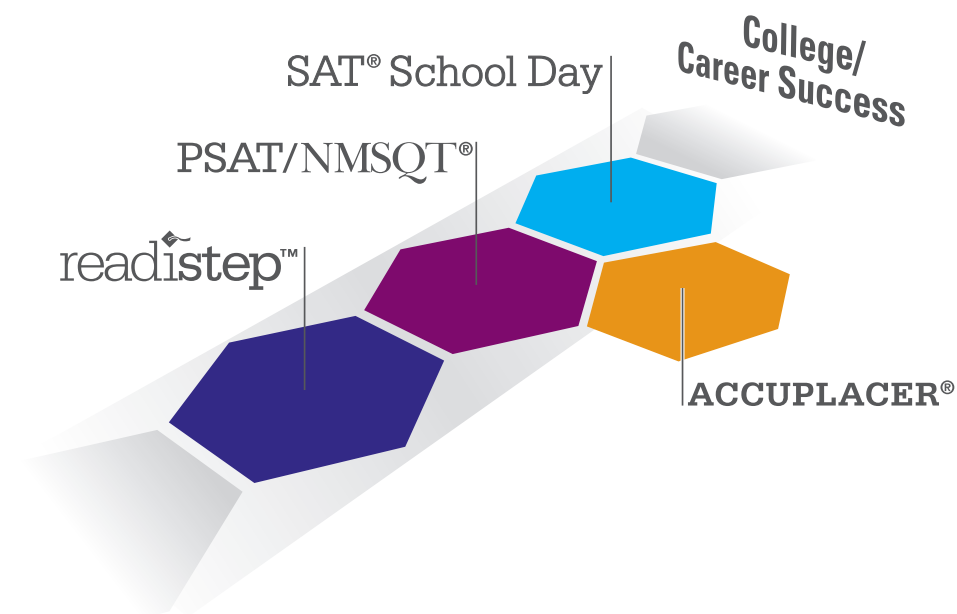 College/
Career Success
SAT® School Day
PSAT/NMSQT®
readistep™
ACCUPLACER®